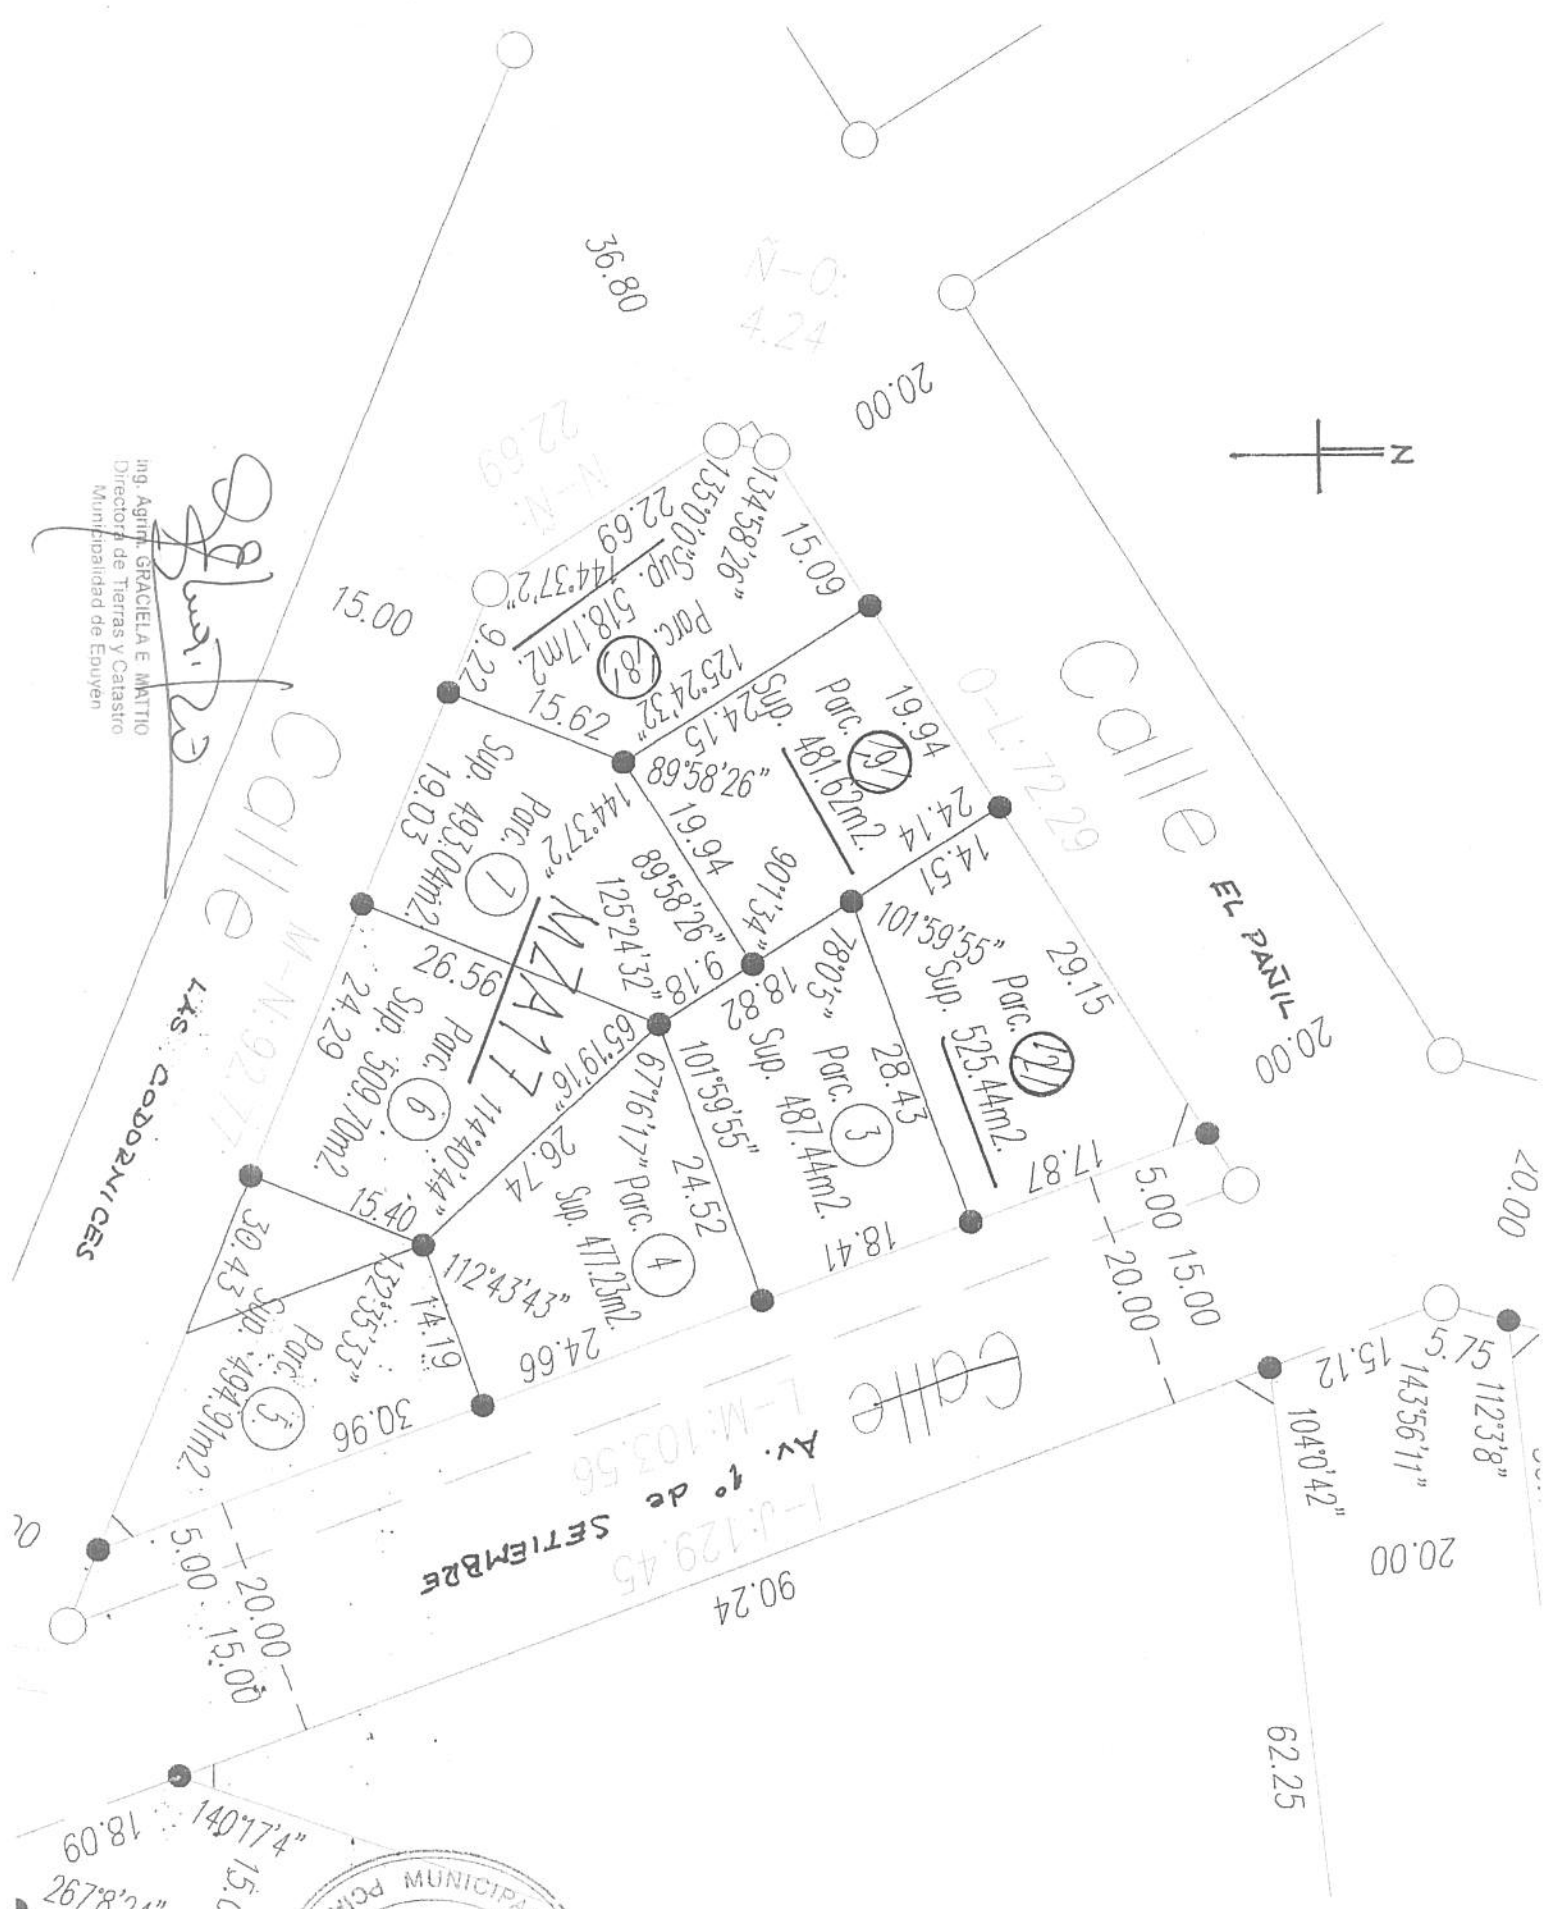 N
36.80
Ñ-O:
4.24
20.00
N-Ñ:
22.69
22.69
135°0'0"
134°58'26"
15.09
144°37'2"
Sup. 518.17m2.
Parc. 8
125°24'32"
9.22
15.62
15.00
24.15
Parc. 9
Sup. 481.62m2.
19.94
O-L:72.29
Calle EL PAÑIL
20.00
89°58'26"
19.94
24.14
14.51
90°1'34"
144°37'2"
Parc. 7
Sup. 493.04m2.
19.03
MZA 17
89°58'26"
125°24'32"
9.18
18.82
78°0'5"
101°59'55"
29.15
Parc. 2
Sup. 525.44m2.
28.43
17.87
Parc. 3
Sup. 487.44m2.
18.41
101°59'55"
24.52
67°16'17"
65°19'16"
26.56
Parc. 6
Sup. 509.70m2.
24.29
114°40'44"
26.74
Parc. 4
Sup. 477.23m2.
24.66
15.40
112°43'43"
132°35'33"
14.19
30.43
Parc. 5
Sup. 494.91m2.
30.96
Calle LAS CODORNICES
M-N:92.77
Ing. Agrim. GRACIELA E. MATTIO
Directora de Tierras y Catastro
Municipalidad de Epuyén
Calle
Av. 1° de SETIEMBRE
L-M:103.56
I-J:129.45
90.24
5.00
15.00
20.00
5.00
15.00
20.00
20.00
15.12
5.75
143°56'11"
112°3'8"
104°0'42"
20.00
62.25
18.09
140°17'4"
MUNICIPA